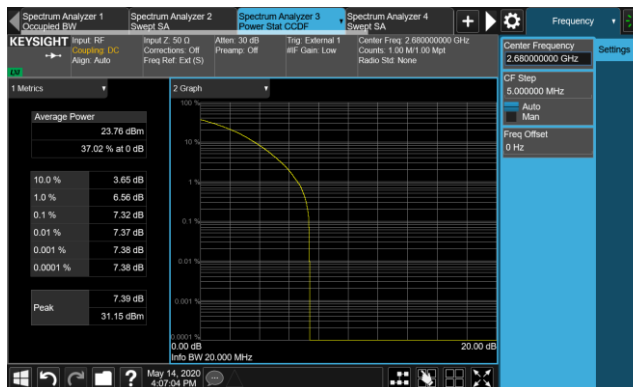 Spectrum Analyzer 1
Occupied BW
Spectrum Analyzer 2
Swept SA
Spectrum Analyzer 3
Power Stat CCDF
Spectrum Analyzer 4
Swept SA
Frequency
KEYSIGHT
Input: RF
Coupling: DC
Align: Auto
Input Z: 50 Ω
Corrections: Off
Freq Ref: Ext (S)
Atten: 30 dB
Preamp: Off
Trig: External 1
#IF Gain: Low
Center Freq: 2.680000000 GHz
Counts: 1.00 M/1.00 Mpt
Radio Std: None
Center Frequency
2.680000000 GHz
Settings
CF Step
5.000000 MHz
Auto
Man
Freq Offset
0 Hz
1 Metrics
Average Power
23.76 dBm
37.02 % at 0 dB
10.0 % 3.65 dB
1.0 % 6.56 dB
0.1 % 7.32 dB
0.01 % 7.37 dB
0.001 % 7.38 dB
0.0001 % 7.38 dB
Peak 7.39 dB
31.15 dBm
2 Graph
100 %
10 %
1 %
0.1 %
0.01 %
0.001 %
0.0001 %
0.00 dB
20.00 dB
Info BW 20.000 MHz
May 14, 2020
4:07:04 PM